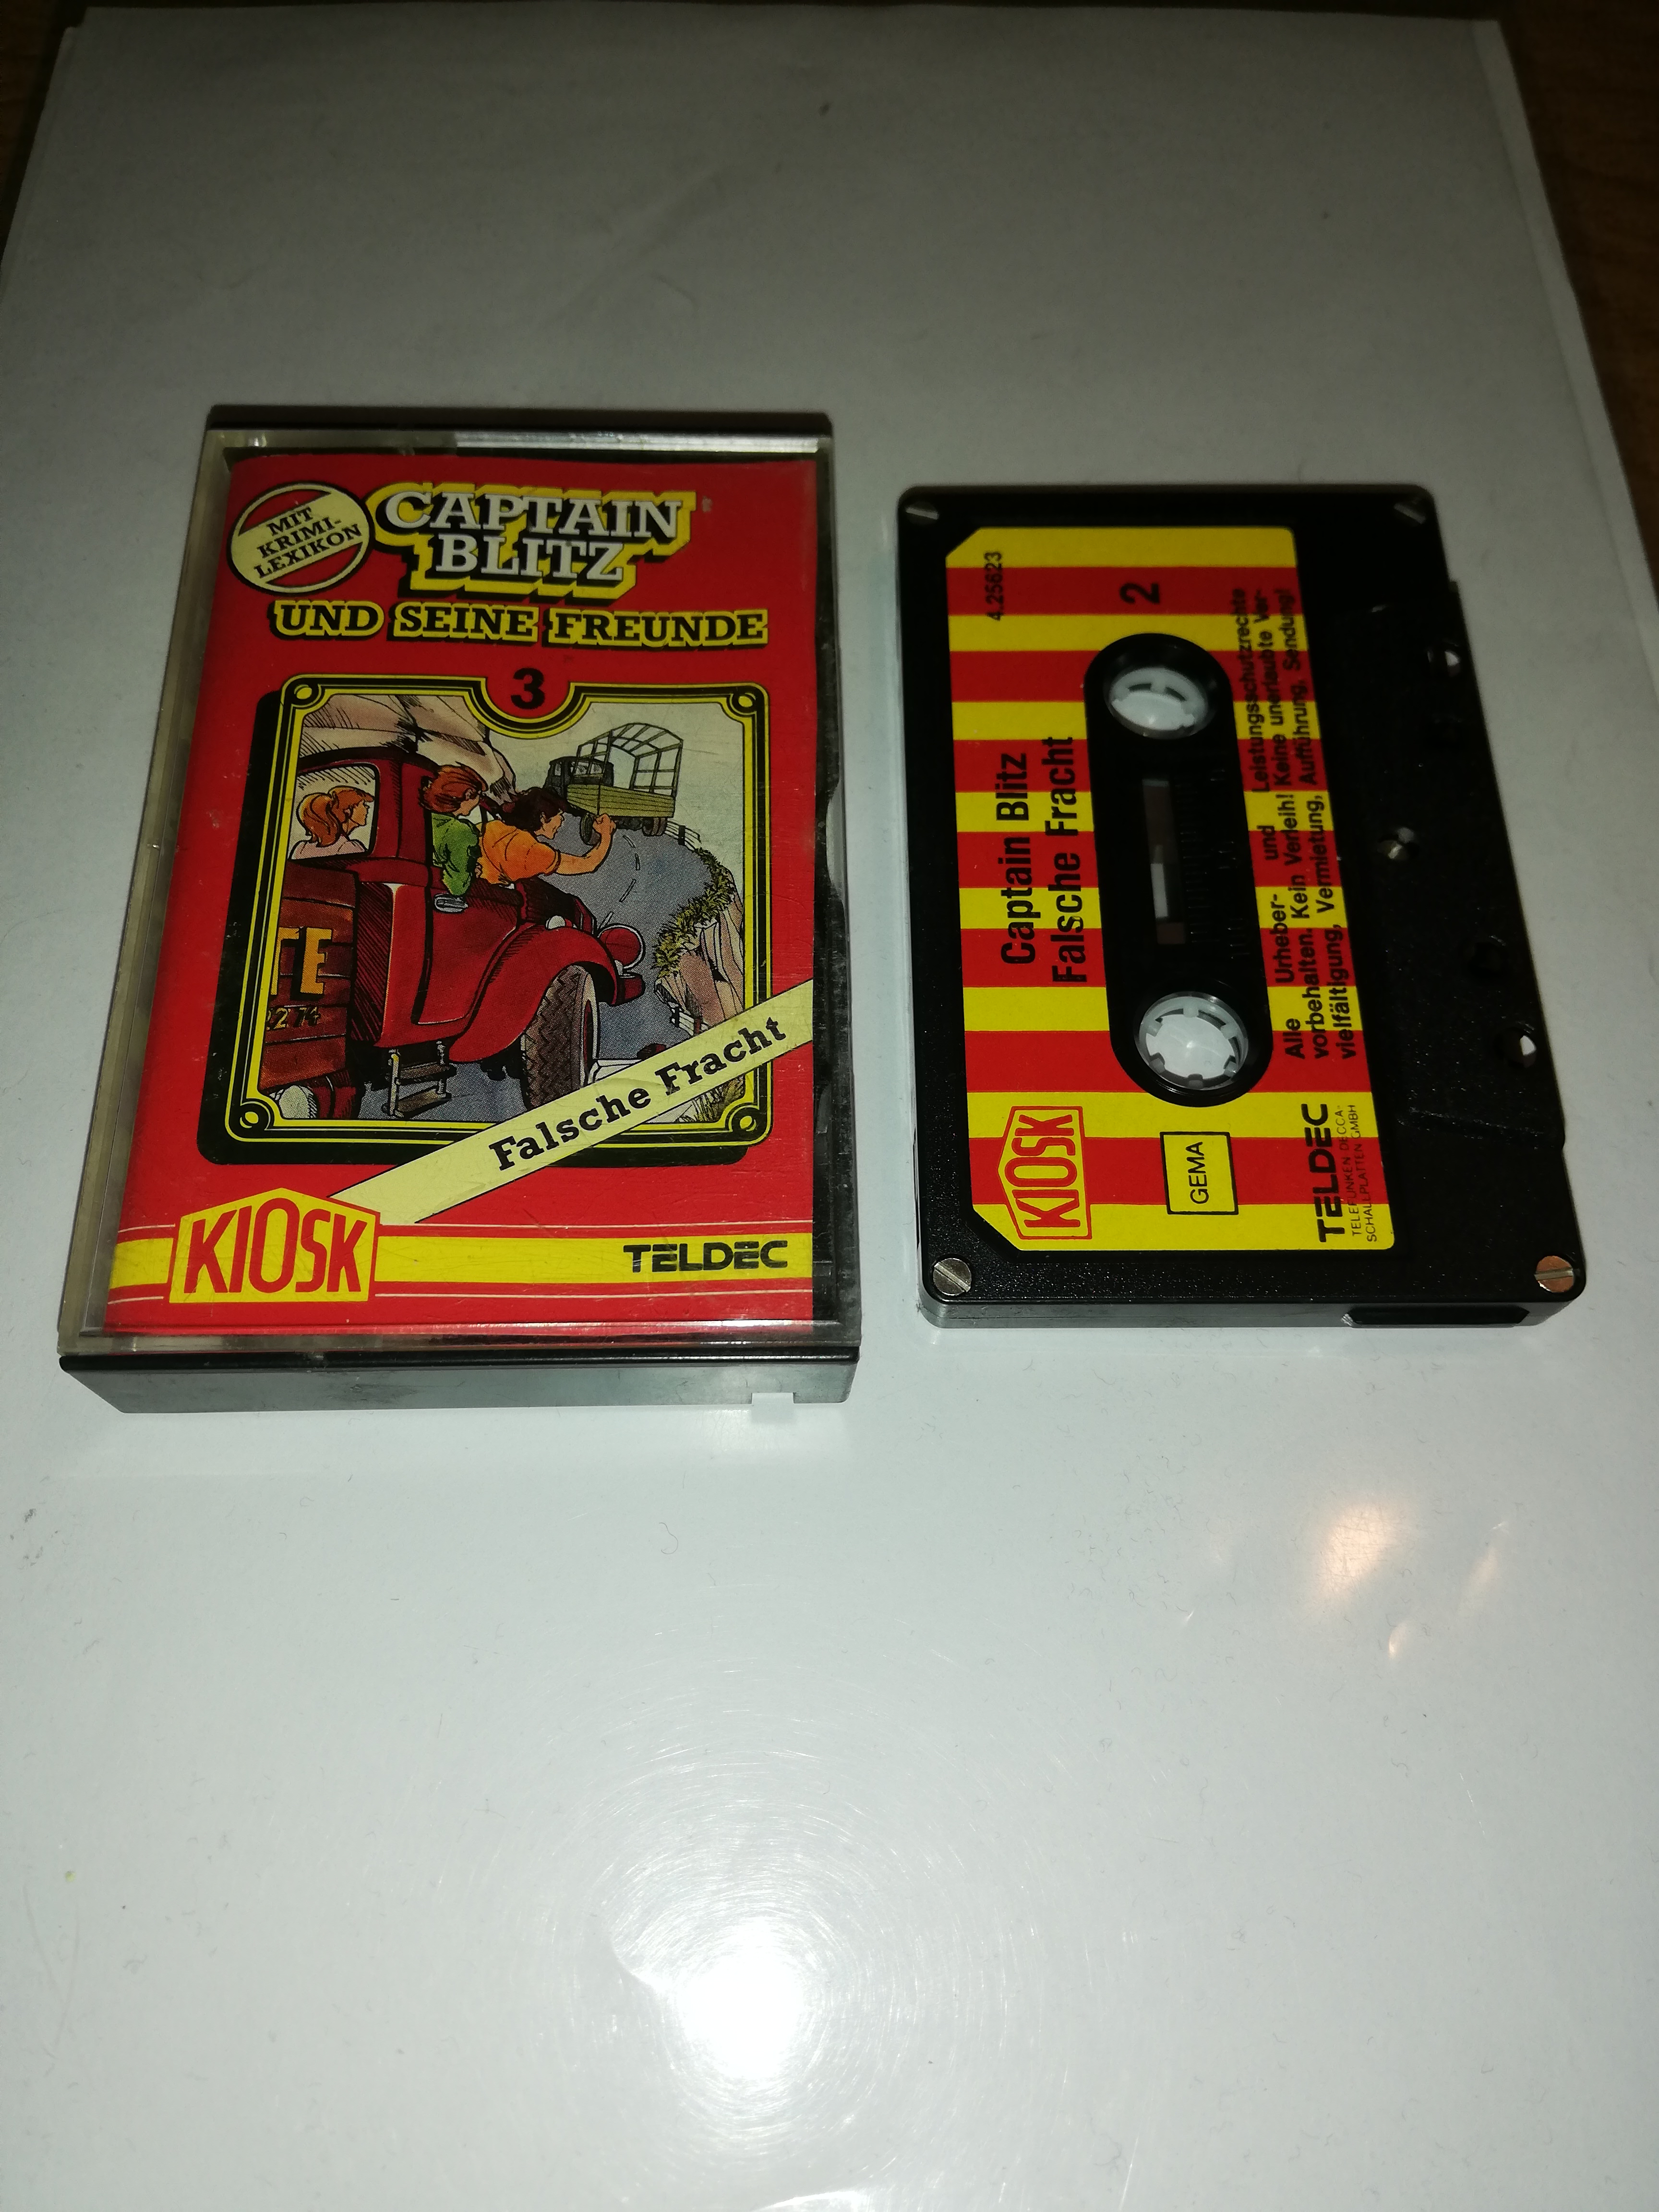 MIT
KRIMI-
LEXIKON
CAPTAIN
BLITZ
UND SEINE FREUNDE
3
TE
274
Falsche Fracht
KIOSK
TELDEC
4.25623
2
Captain Blitz
Falsche Fracht
Alle Urheber- und Leistungsschutzrechte
vorbehalten. Kein Verleih! Keine unerlaubte Ver-
vielfältigung, Vermietung, Aufführung, Sendung!
KIOSK
GEMA
TELDEC
TELEFUNKEN DECCA-
SCHALLPLATTEN GMBH